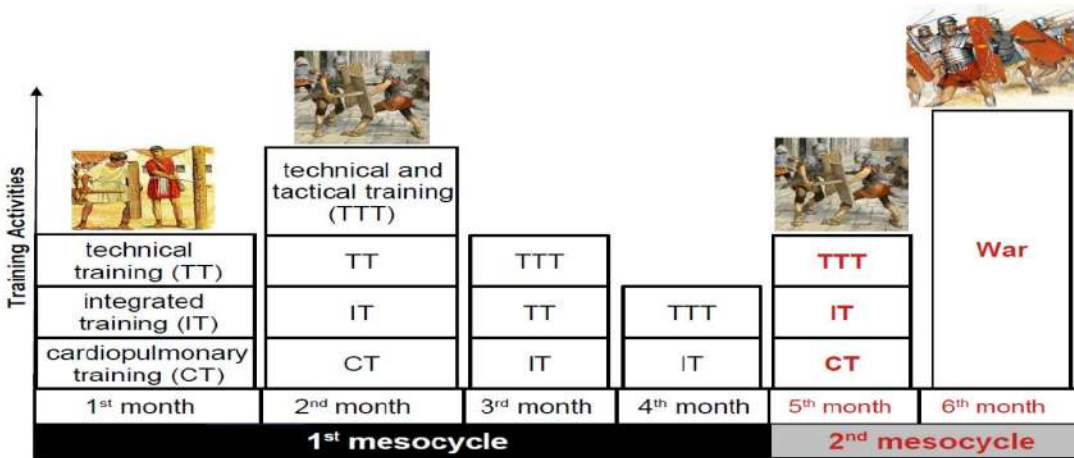 Training Activities
technical
training (TT)
integrated
training (IT)
cardiopulmonary
training (CT)
1st month
technical and
tactical training
(TTT)
TT
IT
CT
2nd month
TTT
TT
IT
3rd month
TTT
IT
4th month
TTT
IT
CT
5th month
War
6th month
1st mesocycle
2nd mesocycle